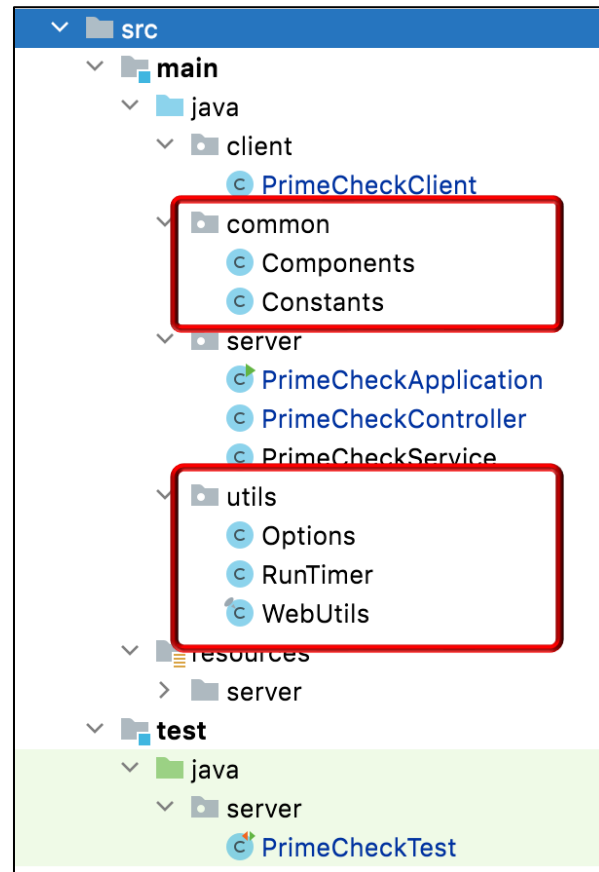 src
main
java
client
PrimeCheckClient
common
Components
Constants
server
PrimeCheckApplication
PrimeCheckController
PrimeCheckService
utils
Options
RunTimer
WebUtils
resources
server
test
java
server
PrimeCheckTest